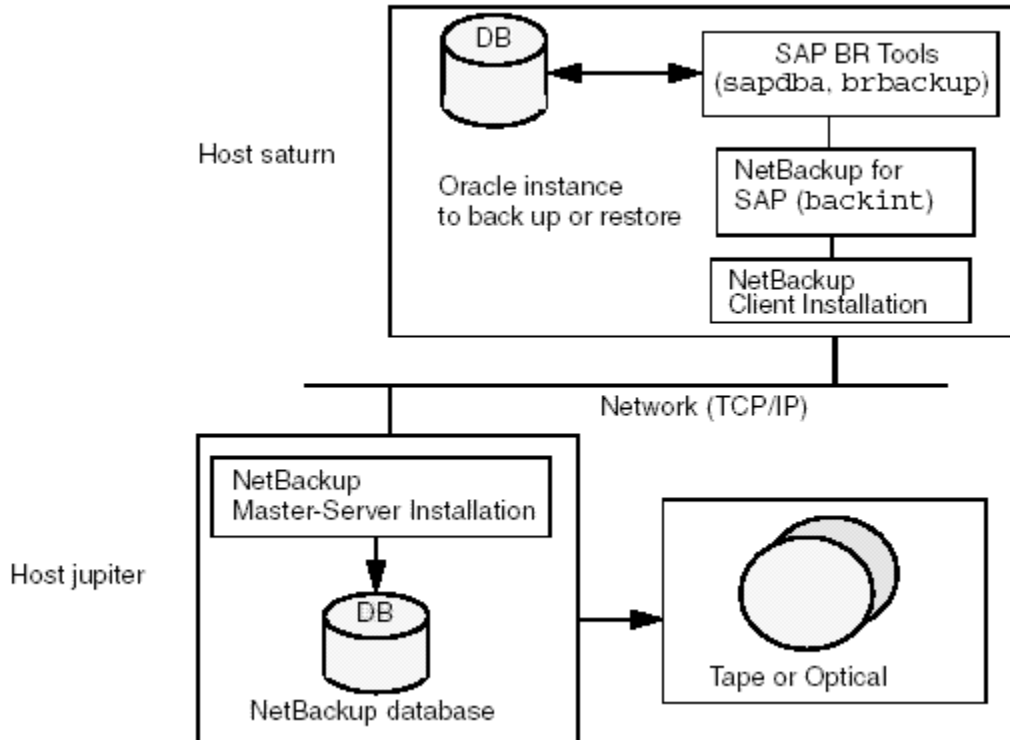 DB
SAP BR Tools
(sapdba, brbackup)
Host saturn
NetBackup for
SAP (backint)
Oracle instance
to back up or restore
NetBackup
Client Installation
Network (TCP/IP)
NetBackup
Master-Server Installation
Host jupiter
DB
NetBackup database
Tape or Optical